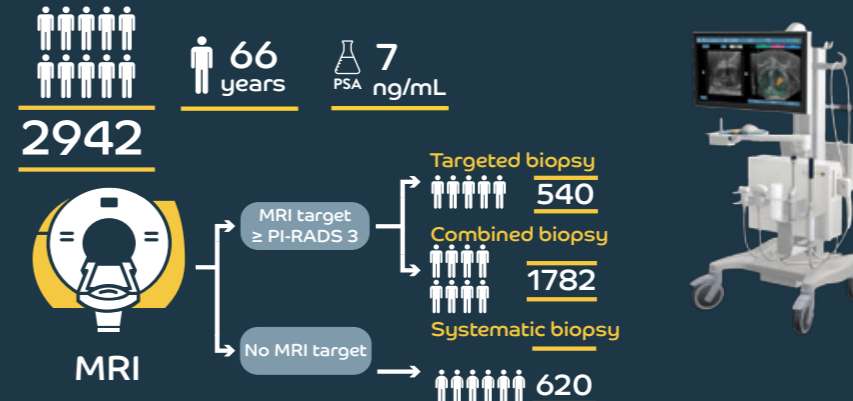 66
years
PSA
7
ng/mL
2942
MRI
MRI target
≥ PI-RADS 3
No MRI target
Targeted biopsy
540
Combined biopsy
1782
Systematic biopsy
620